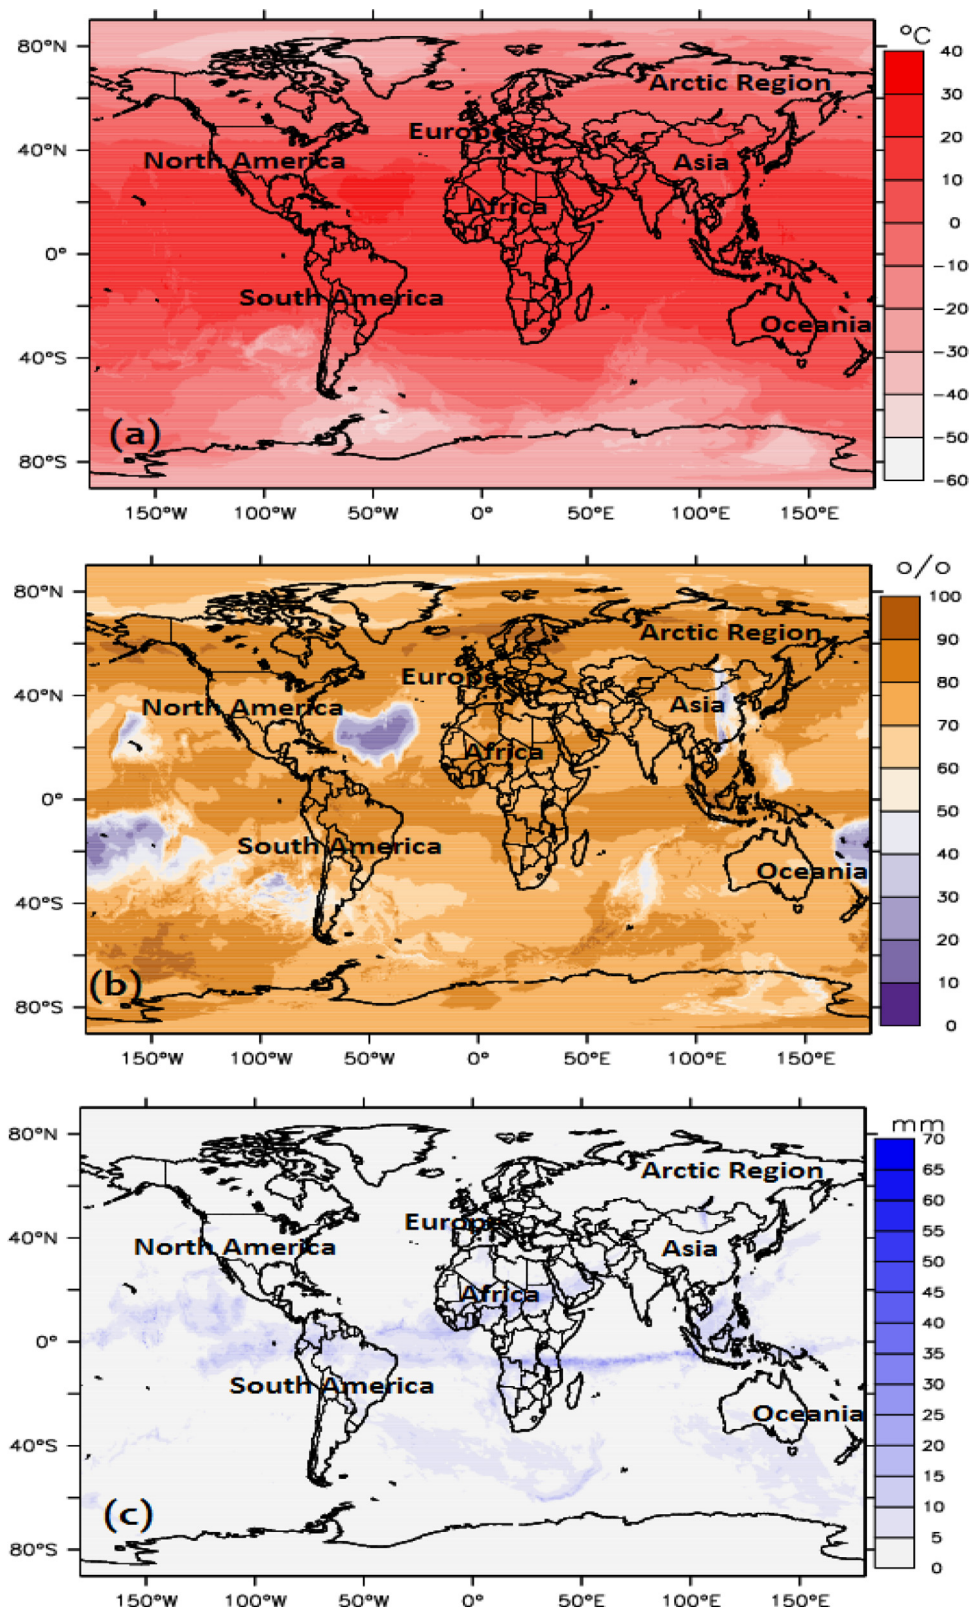 °C
80°N
40°N
0°
40°S
80°S
Arctic Region
Europe
North America
Asia
Africa
South America
Oceania
(a)
40
30
20
10
0
−10
−20
−30
−40
−50
−60
150°W
100°W
50°W
0°
50°E
100°E
150°E
o/o
80°N
40°N
0°
40°S
80°S
Arctic Region
Europe
North America
Asia
Africa
South America
Oceania
(b)
100
90
80
70
60
50
40
30
20
10
0
150°W
100°W
50°W
0°
50°E
100°E
150°E
mm
80°N
40°N
0°
40°S
80°S
Arctic Region
Europe
North America
Asia
Africa
South America
Oceania
(c)
70
65
60
55
50
45
40
35
30
25
20
15
10
5
0
150°W
100°W
50°W
0°
50°E
100°E
150°E